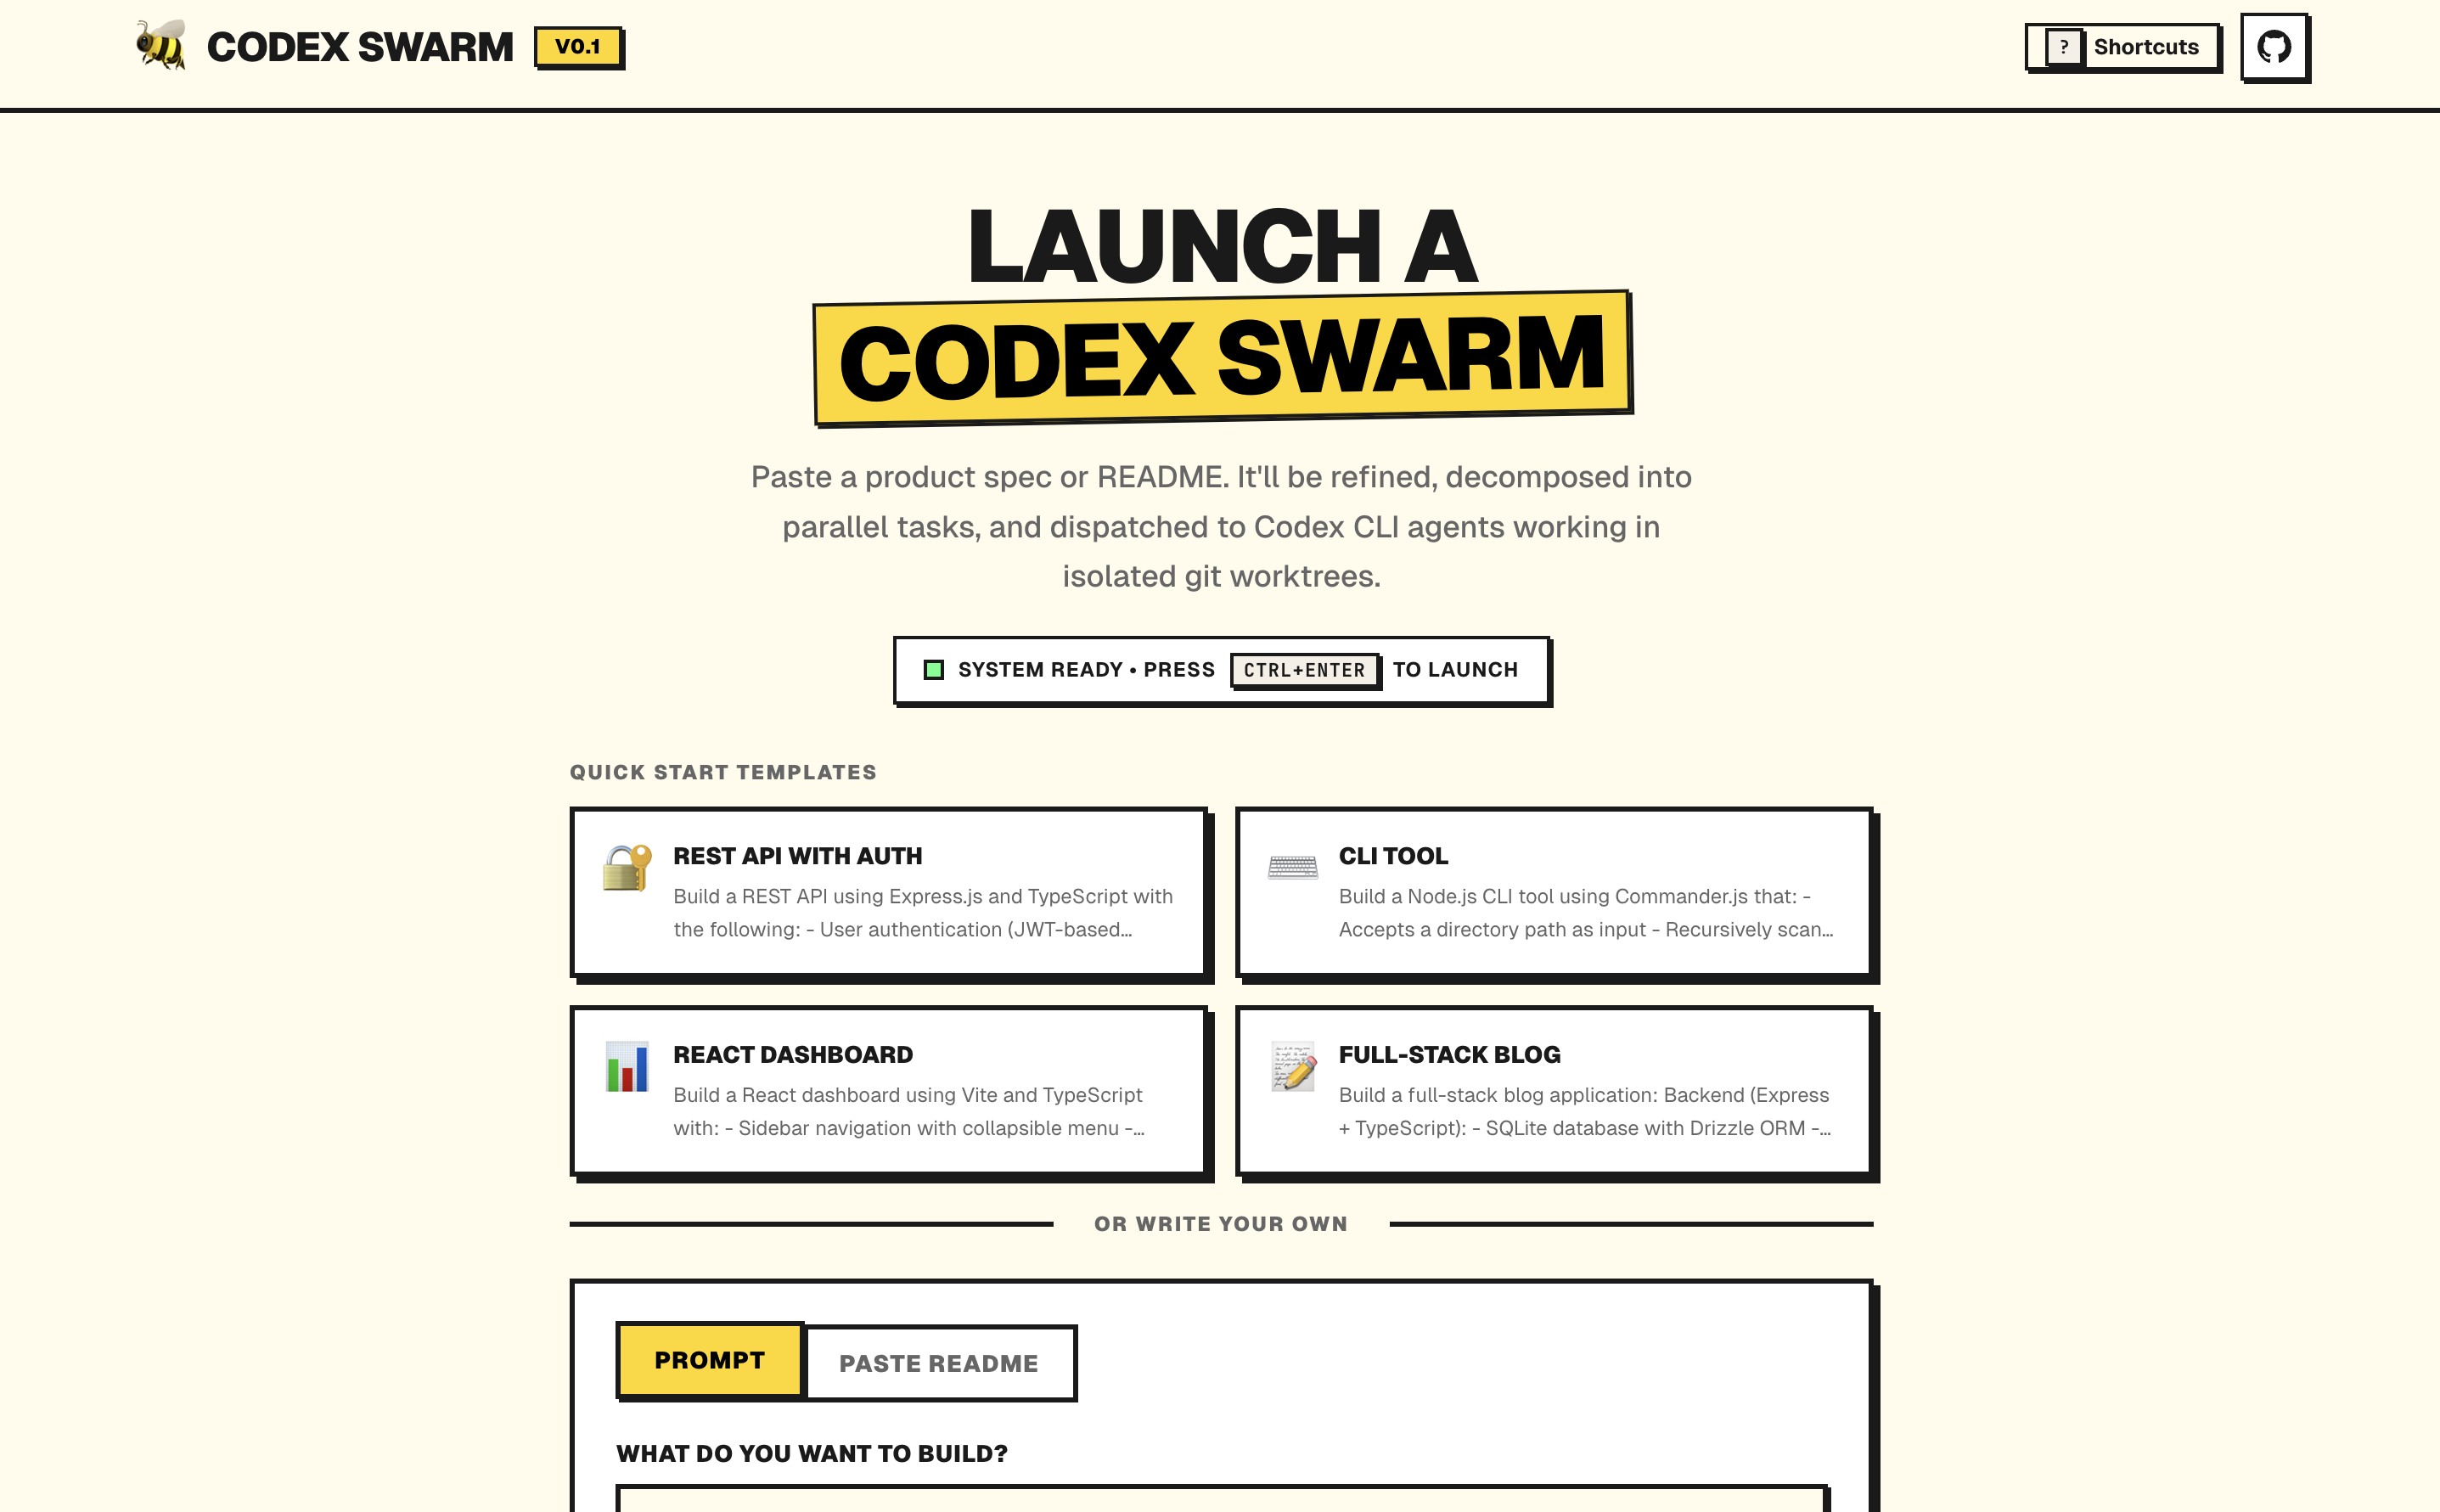 CODEX SWARM V0.1
? Shortcuts
LAUNCH A
CODEX SWARM
Paste a product spec or README. It'll be refined, decomposed into
parallel tasks, and dispatched to Codex CLI agents working in
isolated git worktrees.
SYSTEM READY • PRESS CTRL+ENTER TO LAUNCH
QUICK START TEMPLATES
REST API WITH AUTH
Build a REST API using Express.js and TypeScript with
the following: - User authentication (JWT-based...
CLI TOOL
Build a Node.js CLI tool using Commander.js that: -
Accepts a directory path as input - Recursively scan...
REACT DASHBOARD
Build a React dashboard using Vite and TypeScript
with: - Sidebar navigation with collapsible menu -...
FULL-STACK BLOG
Build a full-stack blog application: Backend (Express
+ TypeScript): - SQLite database with Drizzle ORM -...
OR WRITE YOUR OWN
PROMPT
PASTE README
WHAT DO YOU WANT TO BUILD?